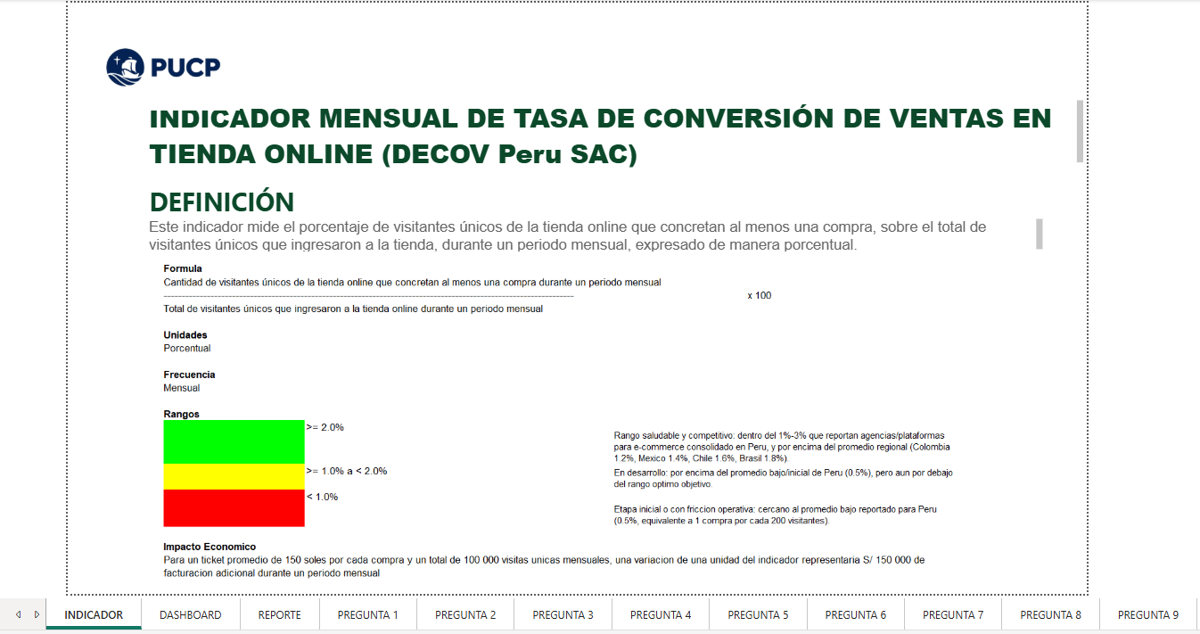 PUCP
INDICADOR MENSUAL DE TASA DE CONVERSIÓN DE VENTAS EN
TIENDA ONLINE (DECOV Peru SAC)
DEFINICIÓN
Este indicador mide el porcentaje de visitantes únicos de la tienda online que concretan al menos una compra, sobre el total de
visitantes únicos que ingresaron a la tienda, durante un periodo mensual, expresado de manera porcentual.
Formula
Cantidad de visitantes únicos de la tienda online que concretan al menos una compra durante un periodo mensual
x 100
Total de visitantes únicos que ingresaron a la tienda online durante un periodo mensual
Unidades
Porcentual
Frecuencia
Mensual
Rangos
>= 2.0%
Rango saludable y competitivo: dentro del 1%-3% que reportan agencias/plataformas
para e-commerce consolidado en Peru, y por encima del promedio regional (Colombia
1.2%, Mexico 1.4%, Chile 1.6%, Brasil 1.8%).
>= 1.0% a < 2.0%
En desarrollo: por encima del promedio bajo/inicial de Peru (0.5%), pero aun por debajo
del rango optimo objetivo.
< 1.0%
Etapa inicial o con friccion operativa: cercano al promedio bajo reportado para Peru
(0.5%, equivalente a 1 compra por cada 200 visitantes).
Impacto Economico
Para un ticket promedio de 150 soles por cada compra y un total de 100 000 visitas unicas mensuales, una variacion de una unidad del indicador representaria S/ 150 000 de
facturacion adicional durante un periodo mensual
INDICADOR
DASHBOARD
REPORTE
PREGUNTA 1
PREGUNTA 2
PREGUNTA 3
PREGUNTA 4
PREGUNTA 5
PREGUNTA 6
PREGUNTA 7
PREGUNTA 8
PREGUNTA 9